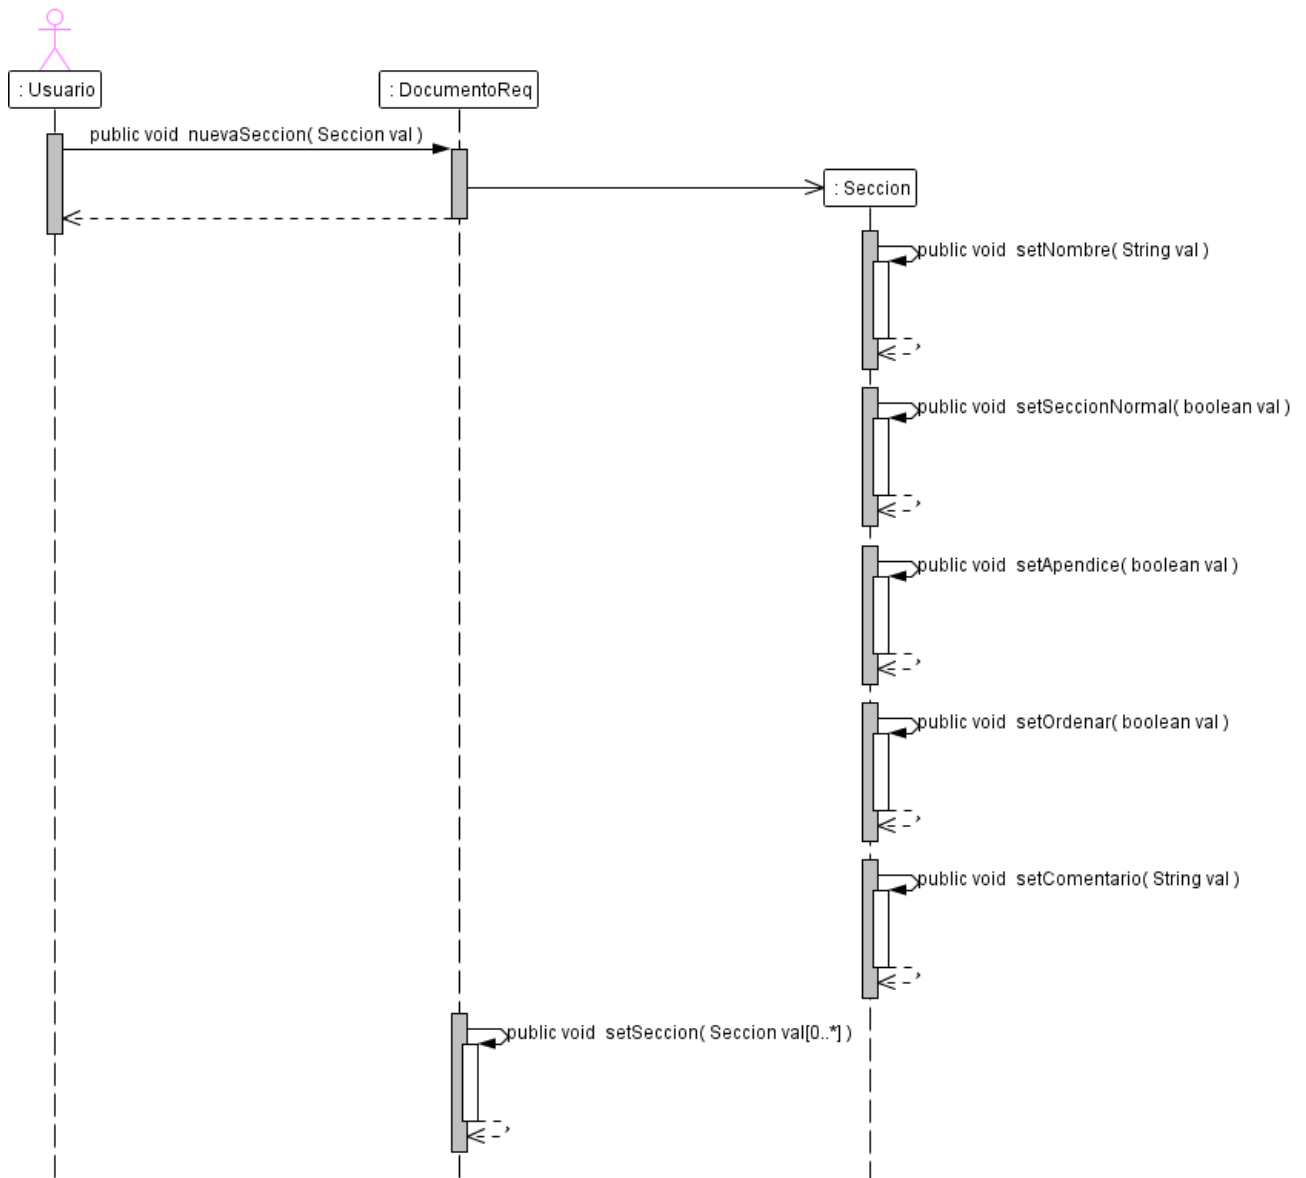 : Usuario
: DocumentoReq
public void nuevaSeccion( Seccion val )
: Seccion
public void setNombre( String val )
public void setSeccionNormal( boolean val )
public void setApendice( boolean val )
public void setOrdenar( boolean val )
public void setComentario( String val )
public void setSeccion( Seccion val[0..*] )